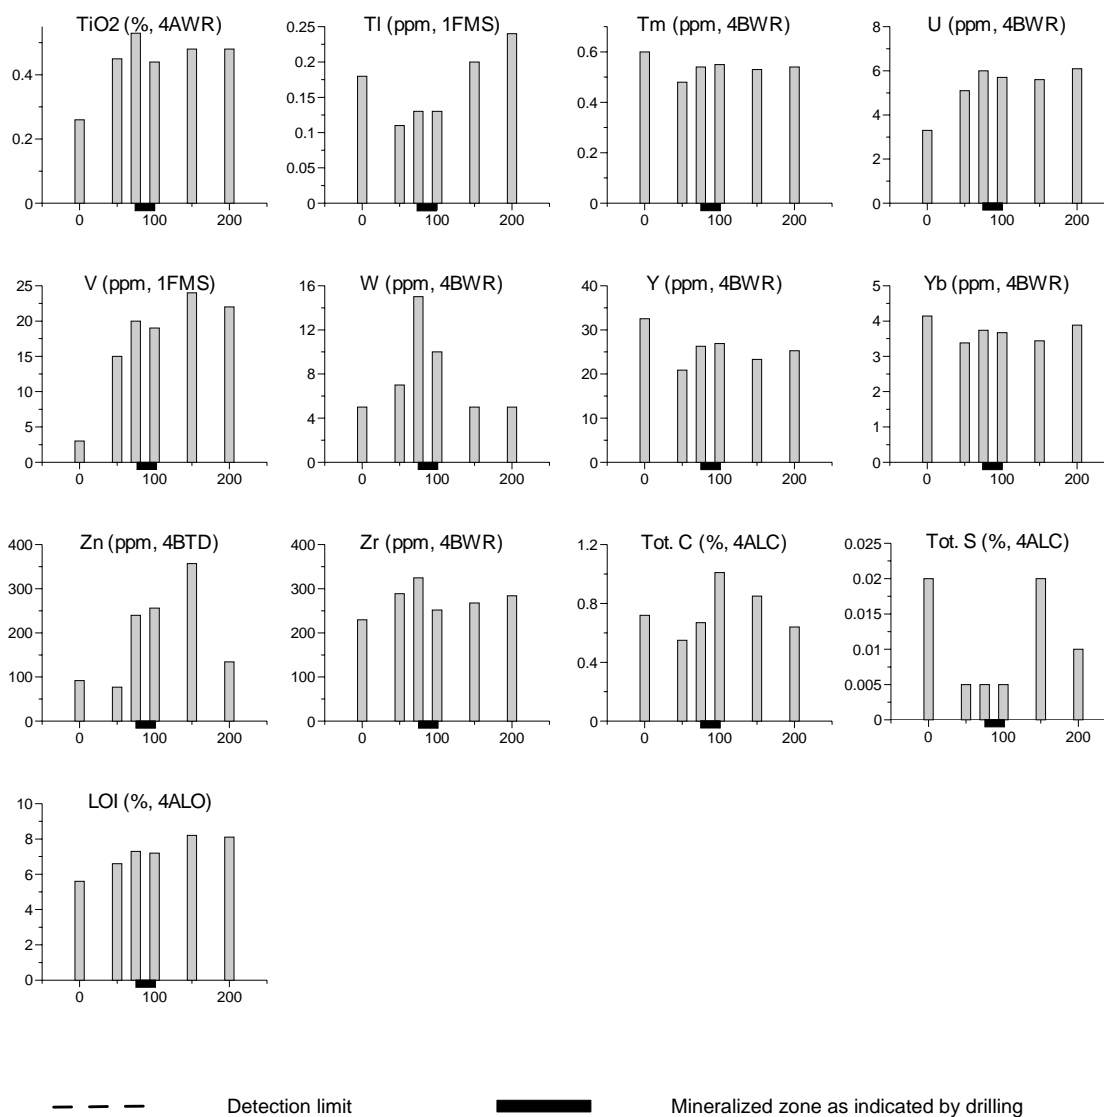 TiO2 (%, 4AWR)
0.4
0.2
0
0 100 200
Tl (ppm, 1FMS)
0.25
0.20
0.15
0.1
0.05
0
0 100 200
Tm (ppm, 4BWR)
0.6
0.4
0.2
0
0 100 200
U (ppm, 4BWR)
8
6
4
2
0
0 100 200
V (ppm, 1FMS)
25
20
15
10
5
0
0 100 200
W (ppm, 4BWR)
16
12
8
4
0
0 100 200
Y (ppm, 4BWR)
40
30
20
10
0
0 100 200
Yb (ppm, 4BWR)
5
4
3
2
1
0
0 100 200
Zn (ppm, 4BTD)
400
300
200
100
0
0 100 200
Zr (ppm, 4BWR)
400
300
200
100
0
0 100 200
Tot. C (%, 4ALC)
1.2
0.8
0.4
0
0 100 200
Tot. S (%, 4ALC)
0.025
0.02
0.015
0.01
0.005
0
0 100 200
LOI (%, 4ALO)
10
8
6
4
2
0
0 100 200
Detection limit
Mineralized zone as indicated by drilling